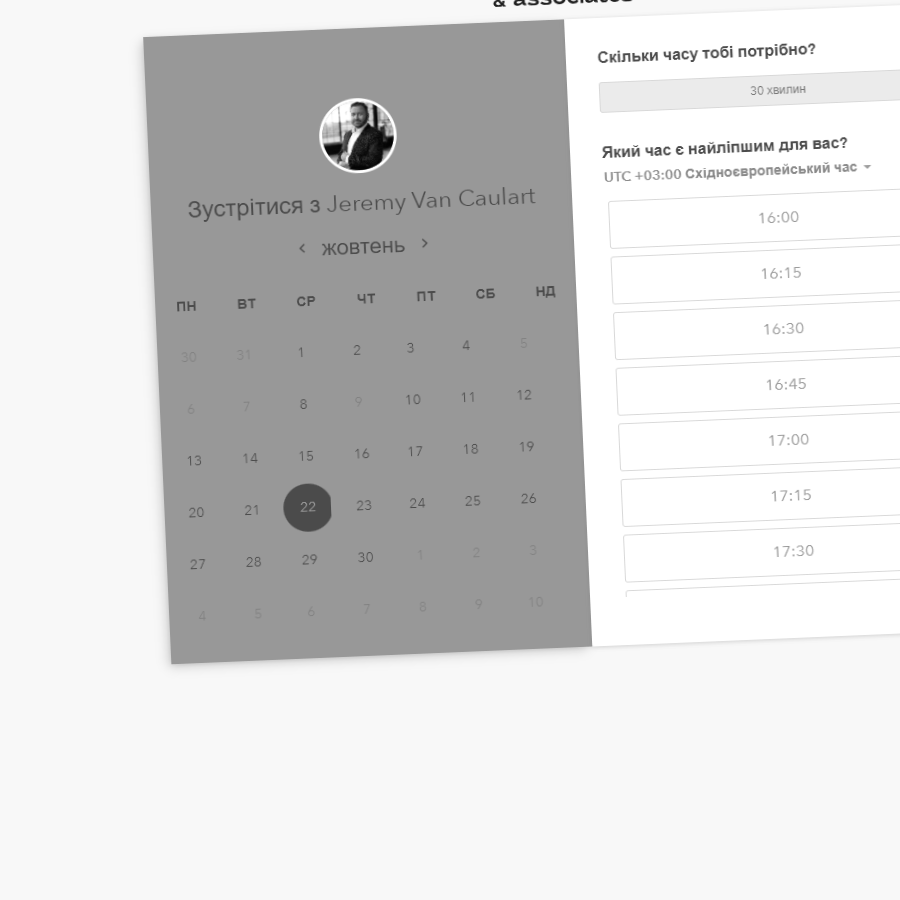 & associates
Зустрітися з Jeremy Van Caulart
жовтень
ПН ВТ СР ЧТ ПТ СБ НД
30 31 1 2 3 4 5
6 7 8 9 10 11 12
13 14 15 16 17 18 19
20 21 22 23 24 25 26
27 28 29 30 1 2 3
4 5 6 7 8 9 10
Скільки часу тобі потрібно?
30 хвилин
Який час є найліпшим для вас?
UTC +03:00 Східноєвропейський час
16:00
16:15
16:30
16:45
17:00
17:15
17:30